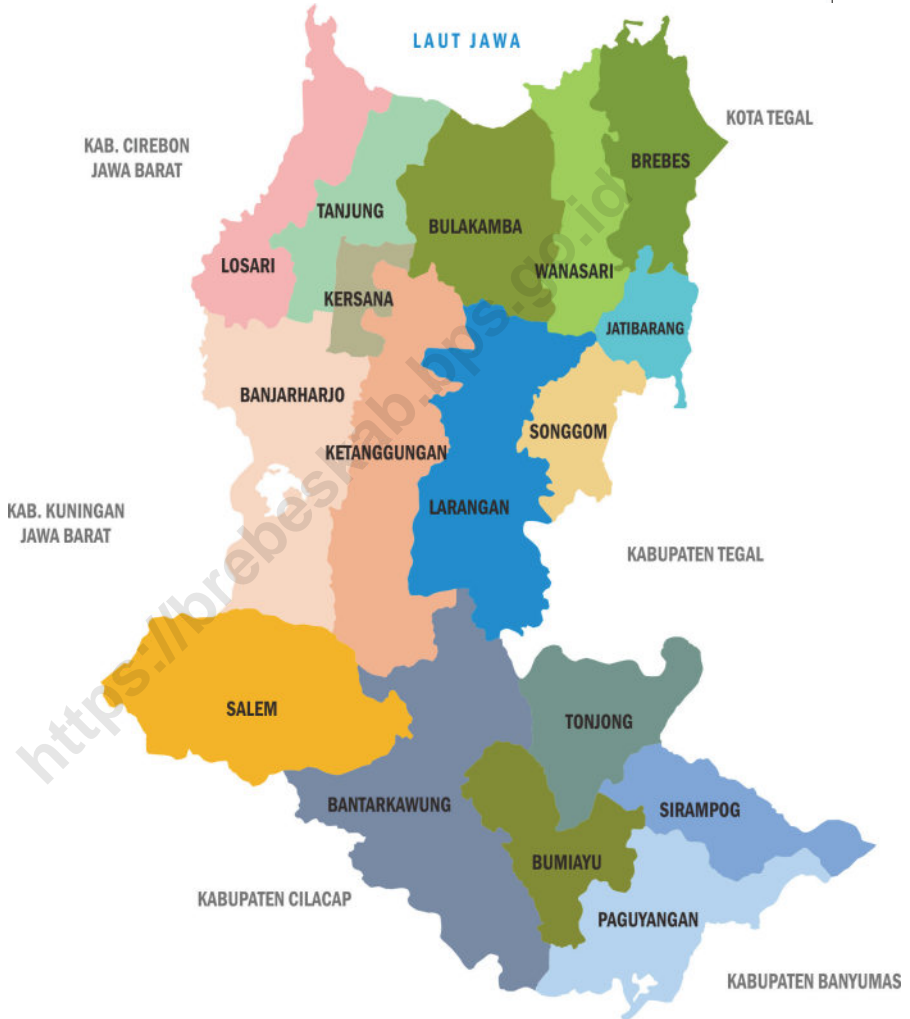 LAUT JAWA
KOTA TEGAL
KAB. CIREBON
JAWA BARAT
BREBES
TANJUNG
BULAKAMBA
LOSARI
WANASARI
KERSANA
JATIBARANG
BANJARHARJO
SONGGOM
KETANGGUNGAN
LARANGAN
KAB. KUNINGAN
JAWA BARAT
KABUPATEN TEGAL
SALEM
TONJONG
BANTARKAWUNG
SIRAMPOG
BUMIAYU
KABUPATEN CILACAP
PAGUYANGAN
KABUPATEN BANYUMAS
https://brebeskab.bps.go.id